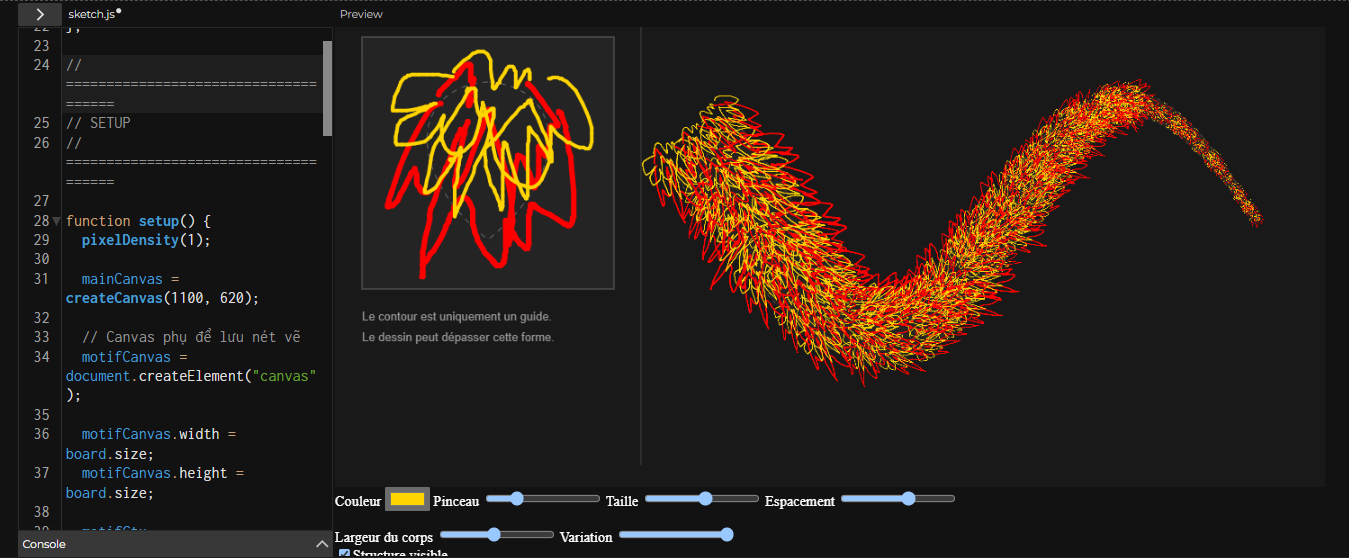 sketch.js
Preview
22 };
23
24 // ======================================
25 // SETUP
26 // ======================================
27
28 function setup() {
29 pixelDensity(1);
30
31 mainCanvas =
createCanvas(1100, 620);
32
33 // Canvas phụ để lưu nét vẽ
34 motifCanvas =
document.createElement("canvas"
);
35
36 motifCanvas.width =
board.size;
37 motifCanvas.height =
board.size;
38
Console
Le contour est uniquement un guide.
Le dessin peut dépasser cette forme.
Couleur Pinceau Taille Espacement
Largeur du corps Variation
Structure visible